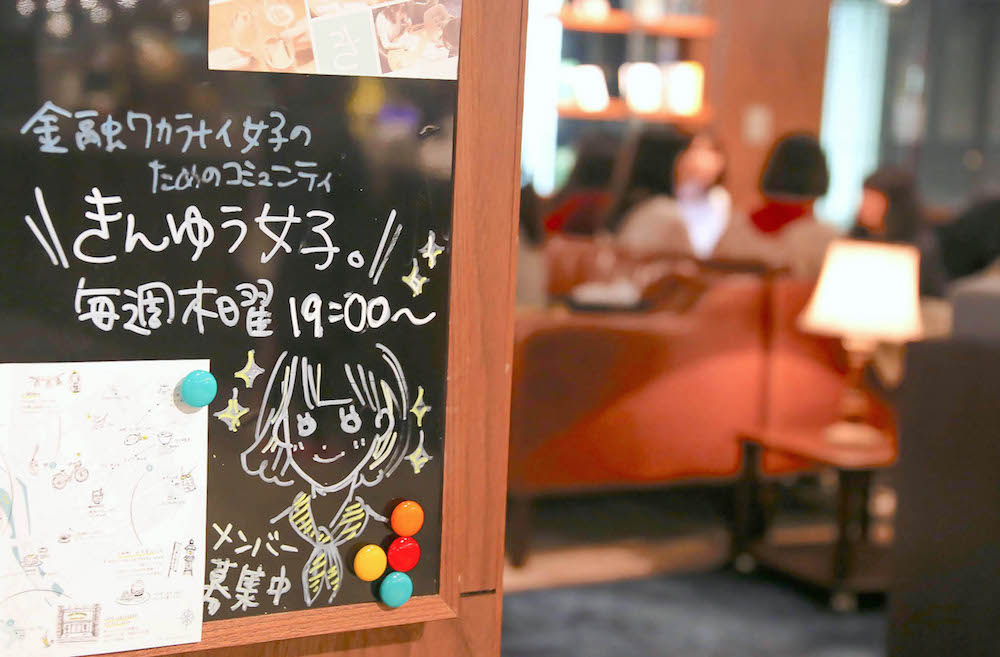 金融ワカラナイ女子の
ためのコミュニティ
きんゆう女子。
毎週木曜 19:00～
メンバー
募集中